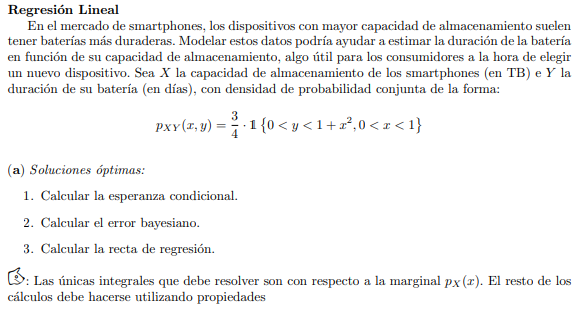 Regresión Lineal
En el mercado de smartphones, los dispositivos con mayor capacidad de almacenamiento suelen
tener baterías más duraderas. Modelar estos datos podría ayudar a estimar la duración de la batería
en función de su capacidad de almacenamiento, algo útil para los consumidores a la hora de elegir
un nuevo dispositivo. Sea X la capacidad de almacenamiento de los smartphones (en TB) e Y la
duración de su batería (en días), con densidad de probabilidad conjunta de la forma:
p_{XY}(x, y) = \frac{3}{4} · 𝟙 {0 < y < 1 + x², 0 < x < 1}
(a) Soluciones óptimas:
1. Calcular la esperanza condicional.
2. Calcular el error bayesiano.
3. Calcular la recta de regresión.
: Las únicas integrales que debe resolver son con respecto a la marginal p_X(x). El resto de los
cálculos debe hacerse utilizando propiedades